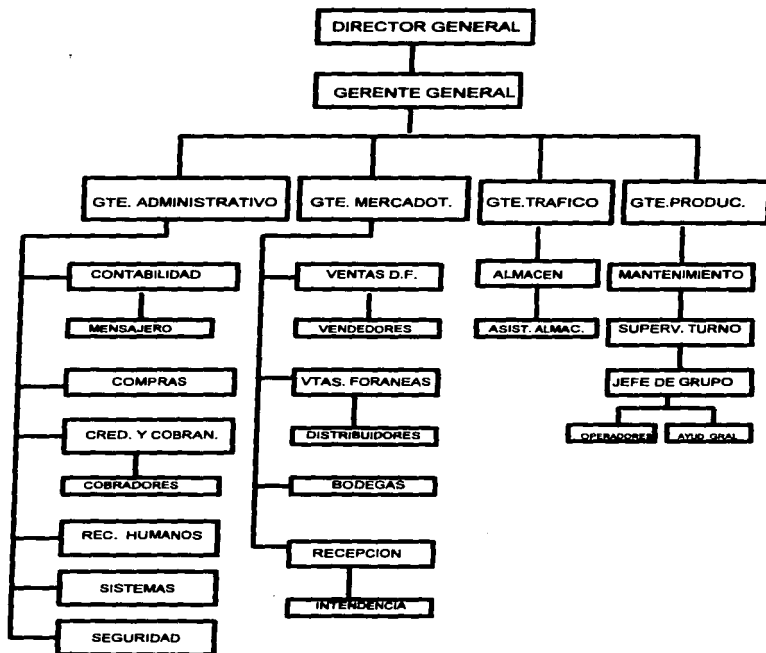 DIRECTOR GENERAL
GERENTE GENERAL
GTE. ADMINISTRATIVO
GTE. MERCADOT.
GTE.TRAFICO
GTE.PRODUC.
CONTABILIDAD
MENSAJERO
COMPRAS
CRED. Y COBRAN.
COBRADORES
REC. HUMANOS
SISTEMAS
SEGURIDAD
VENTAS D.F.
VENDEDORES
VTAS. FORANEAS
DISTRIBUIDORES
BODEGAS
RECEPCION
INTENDENCIA
ALMACEN
ASIST. ALMAC.
MANTENIMIENTO
SUPERV. TURNO
JEFE DE GRUPO
OPERADORES
AYUD. GRAL